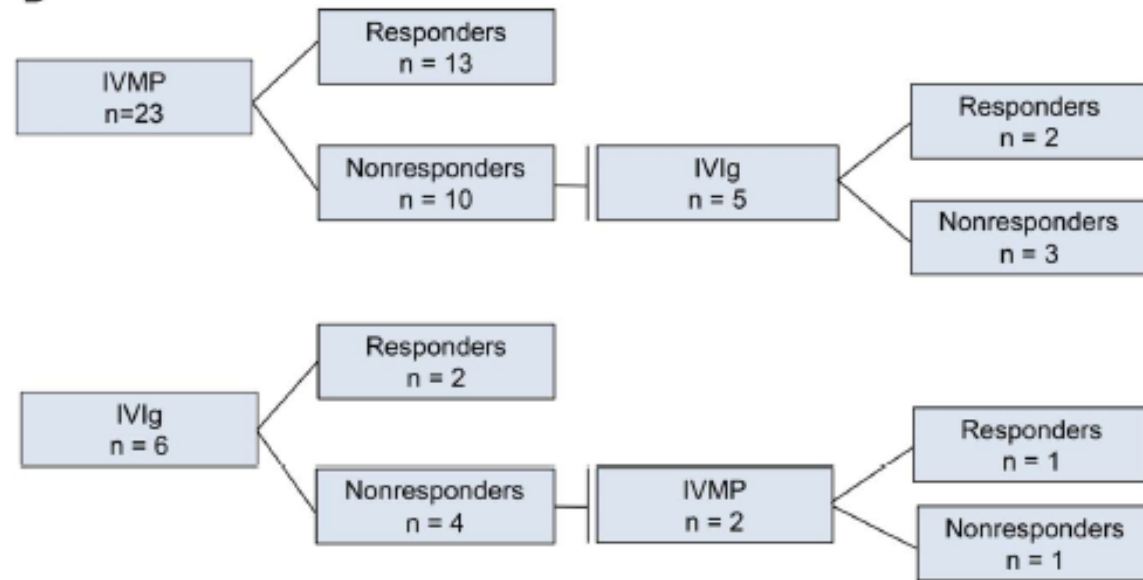 IVMP
n=23
Responders
n = 13
Nonresponders
n = 10
IVIg
n = 5
Responders
n = 2
Nonresponders
n = 3
IVIg
n = 6
Responders
n = 2
Nonresponders
n = 4
IVMP
n = 2
Responders
n = 1
Nonresponders
n = 1